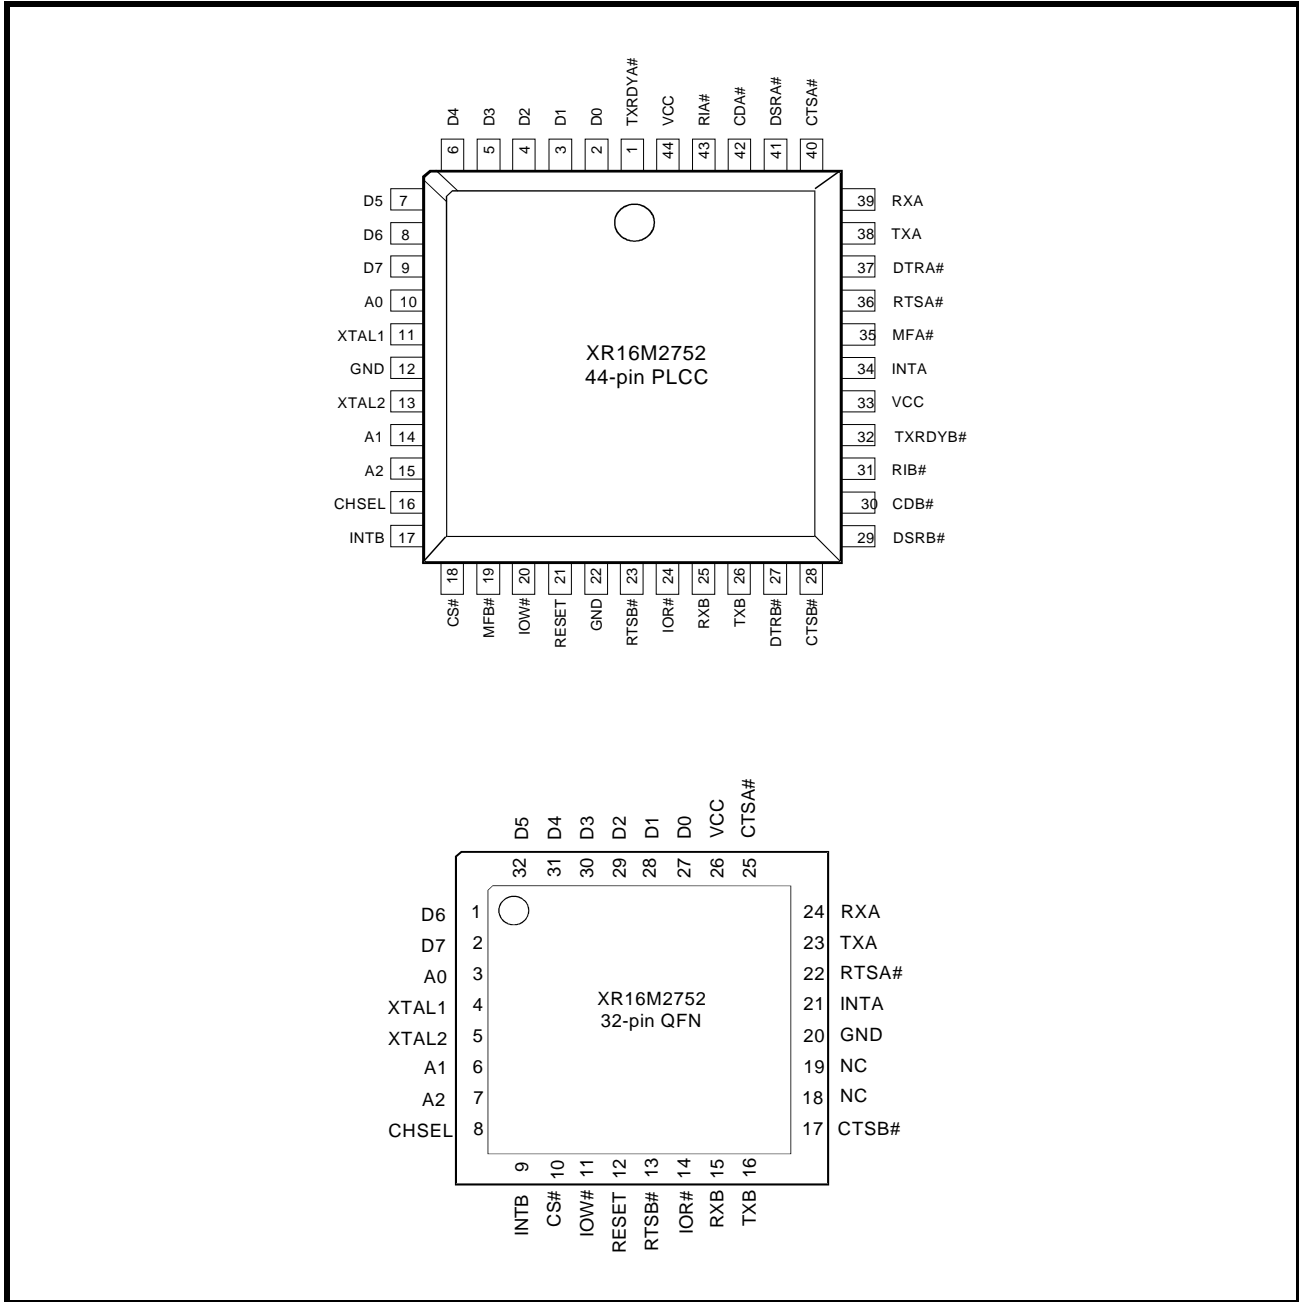 D4 D3 D2 D1 D0 TXRDYA# VCC RIA# CDA# DSRA# CTSA#
6 5 4 3 2 1 44 43 42 41 40
D5 7
D6 8
D7 9
A0 10
XTAL1 11
GND 12
XTAL2 13
A1 14
A2 15
CHSEL 16
INTB 17
XR16M2752
44-pin PLCC
39 RXA
38 TXA
37 DTRA#
36 RTSA#
35 MFA#
34 INTA
33 VCC
32 TXRDYB#
31 RIB#
30 CDB#
29 DSRB#
18 19 20 21 22 23 24 25 26 27 28
CS# MFB# IOW# RESET GND RTSB# IOR# RXB TXB DTRB# CTSB#
D5 D4 D3 D2 D1 D0 VCC CTSA#
32 31 30 29 28 27 26 25
D6 1
D7 2
A0 3
XTAL1 4
XTAL2 5
A1 6
A2 7
CHSEL 8
XR16M2752
32-pin QFN
24 RXA
23 TXA
22 RTSA#
21 INTA
20 GND
19 NC
18 NC
17 CTSB#
9 10 11 12 13 14 15 16
INTB CS# IOW# RESET RTSB# IOR# RXB TXB